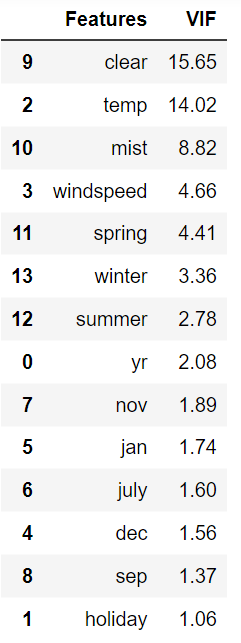 Features VIF
9 clear 15.65
2 temp 14.02
10 mist 8.82
3 windspeed 4.66
11 spring 4.41
13 winter 3.36
12 summer 2.78
0 yr 2.08
7 nov 1.89
5 jan 1.74
6 july 1.60
4 dec 1.56
8 sep 1.37
1 holiday 1.06